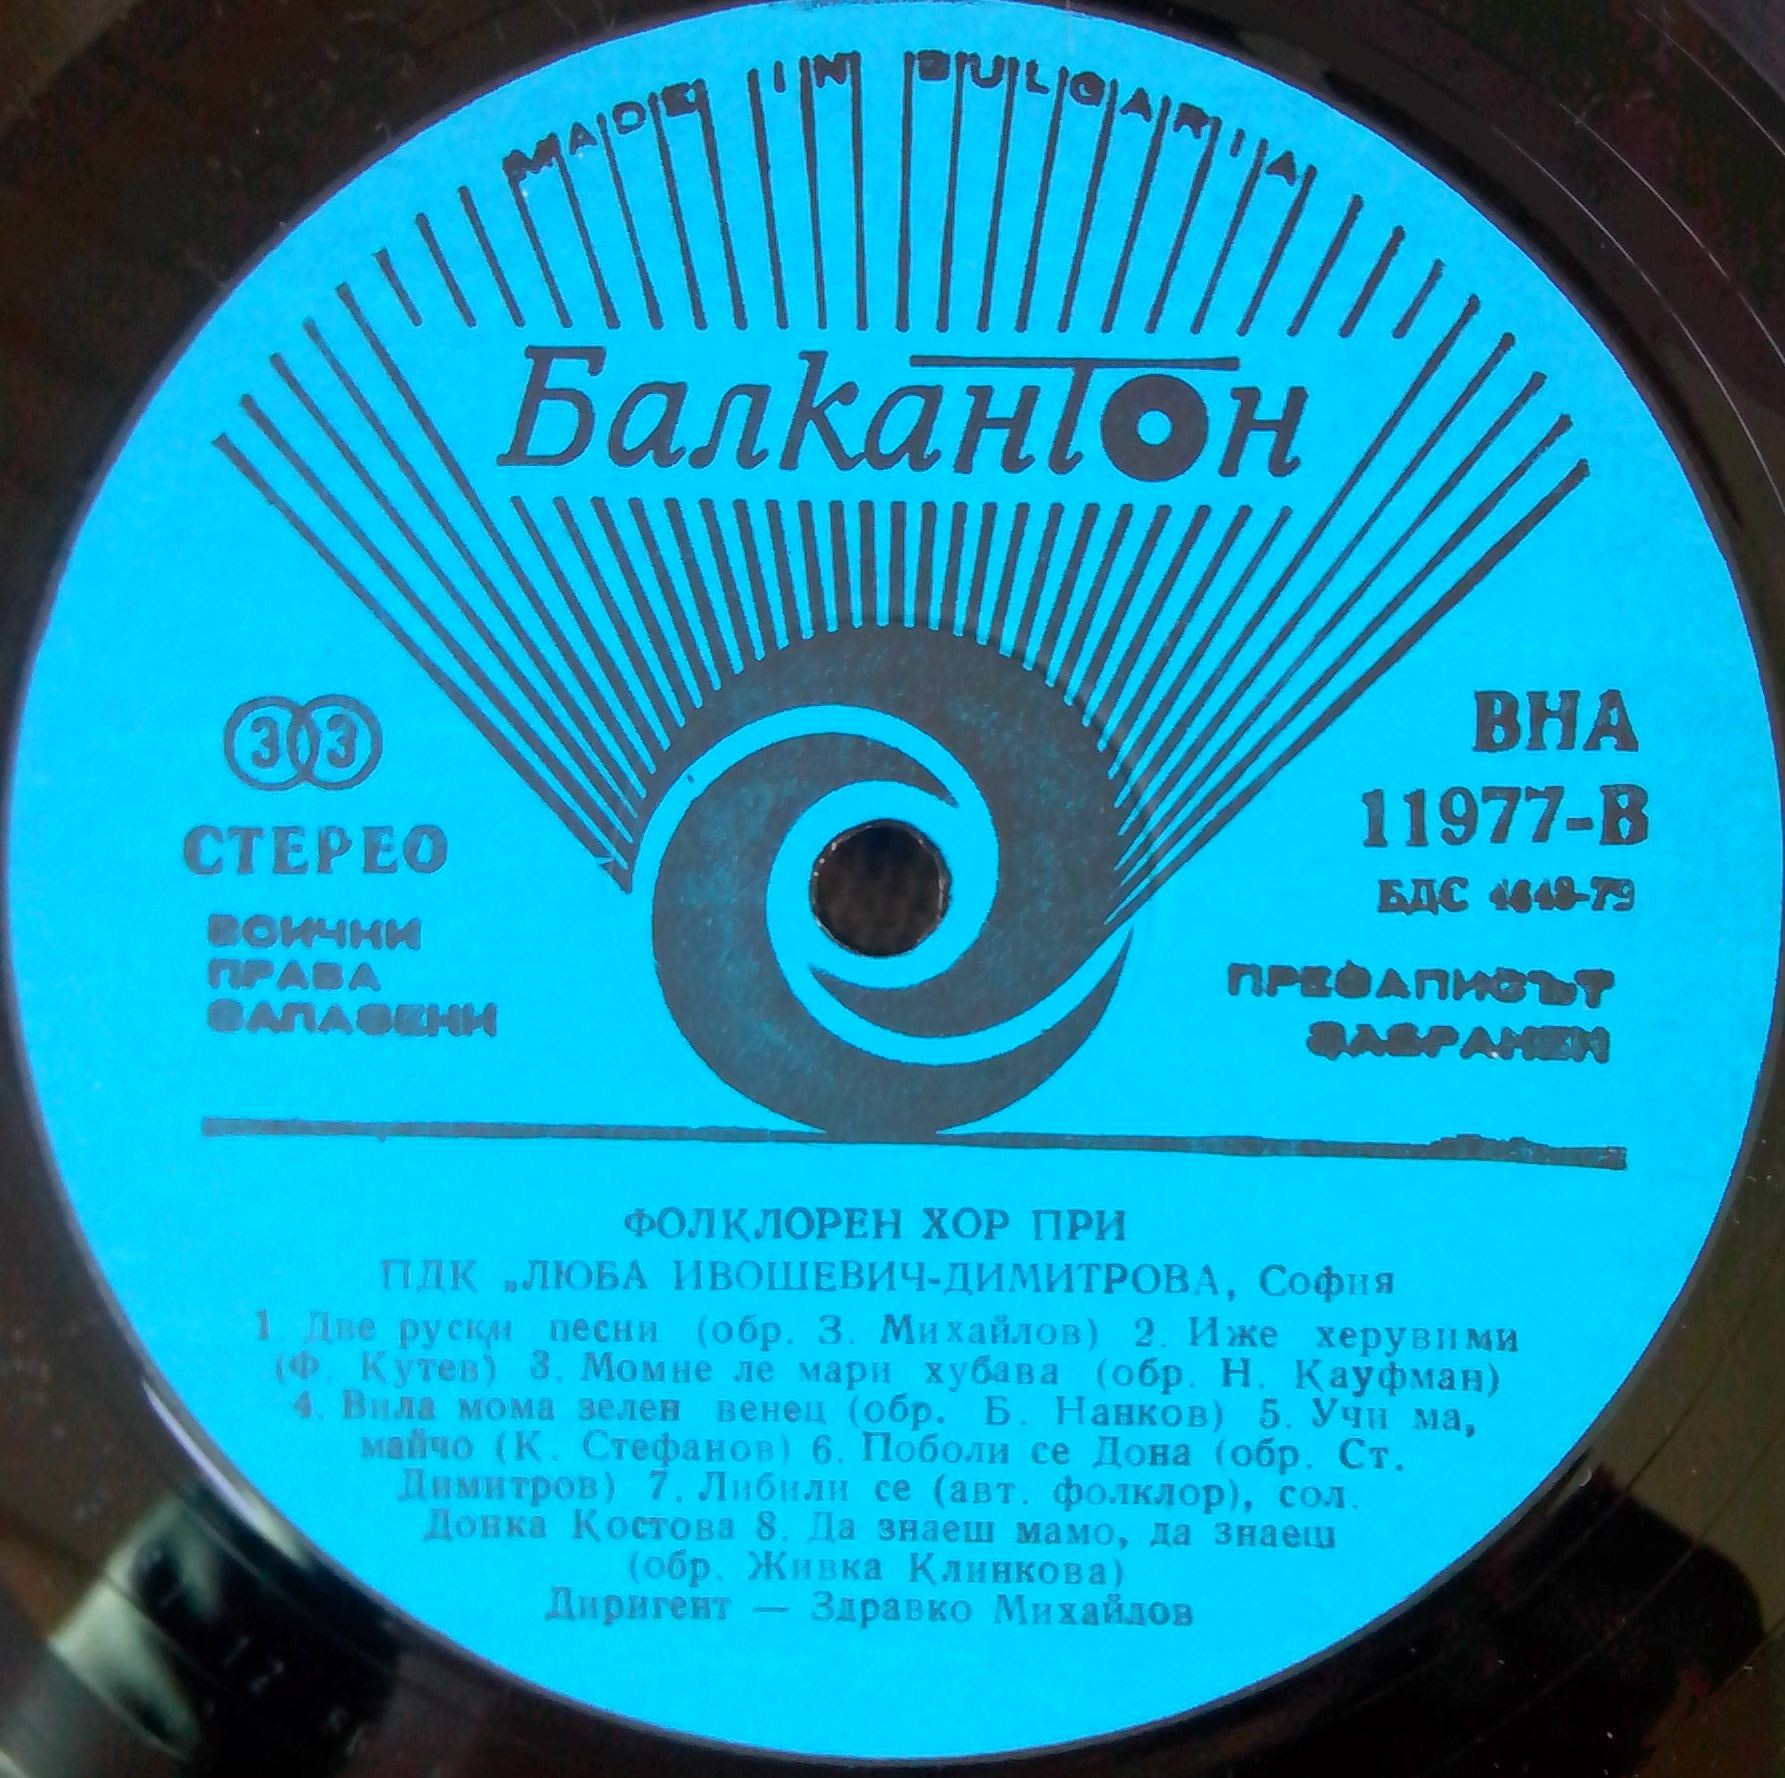 MADE IN BULGARIA
Балкантон
33
СТЕРЕО
ВСИЧКИ
ПРАВА
ЗАПАЗЕНИ
ВНА
11977-В
БДС 4648-79
ПРЕЗАПИСЪТ
ЗАБРАНЕН
ФОЛКЛОРЕН ХОР ПРИ
ПДК „ЛЮБА ИВОШЕВИЧ-ДИМИТРОВА, София
1 Две руски песни (обр. З. Михайлов) 2. Иже херувими
(Ф. Кутев) 3. Момне ле мари хубава (обр. Н. Кауфман)
4. Вила мома зелен венец (обр. Б. Нанков) 5. Учи ма,
майчо (К. Стефанов) 6. Поболи се Дона (обр. Ст.
Димитров) 7. Либили се (авт. фолклор), сол.
Донка Костова 8. Да знаеш мамо, да знаеш
(обр. Живка Клинкова)
Диригент — Здравко Михайлов